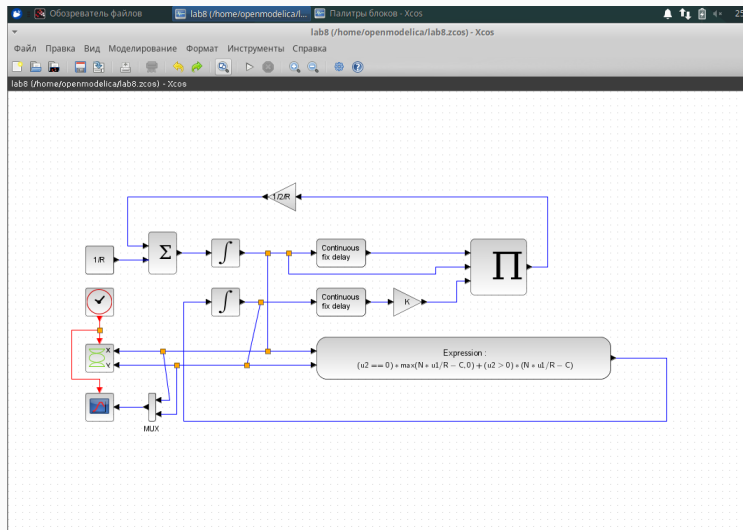 Обозреватель файлов
lab8 (/home/openmodelica/l...
Палитры блоков - Xcos
25
lab8 (/home/openmodelica/lab8.zcos) - Xcos
Файл Правка Вид Моделирование Формат Инструменты Справка
lab8 (/home/openmodelica/lab8.zcos) - Xcos
1/2/R
1/R
Σ
∫
Continuous
fix delay
Π
∫
Continuous
fix delay
K
X
Y
Expression :
(u2 == 0) * max(N * u1/R − C, 0) + (u2 > 0) * (N * u1/R − C)
MUX